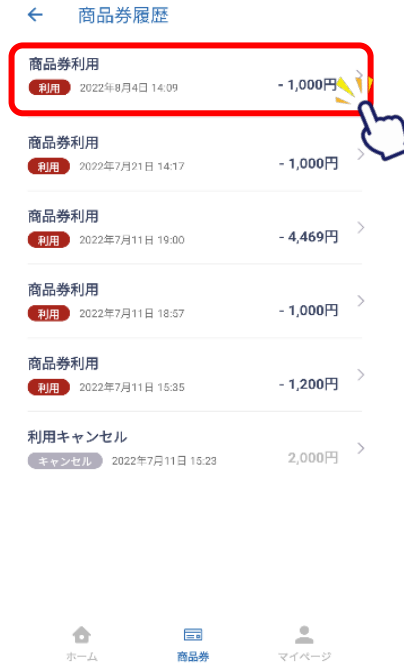 商品券履歴
商品券利用
利用 2022年8月4日 14:09 - 1,000円
商品券利用
利用 2022年7月21日 14:17 - 1,000円
商品券利用
利用 2022年7月11日 19:00 - 4,469円
商品券利用
利用 2022年7月11日 18:57 - 1,000円
商品券利用
利用 2022年7月11日 15:35 - 1,200円
利用キャンセル
キャンセル 2022年7月11日 15:23 2,000円
ホーム 商品券 マイページ